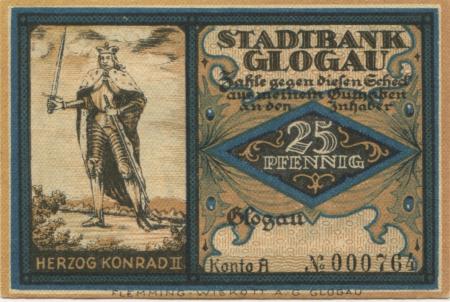 STADTBANK
GLOGAU
Zahle gegen diesen Scheck
aus meinem Guthaben
an den Inhaber
25
PFENNIG
Glogau
Konto A № 000764
HERZOG KONRAD II
FLEMMING-WISKOTT A-G. GLOGAU